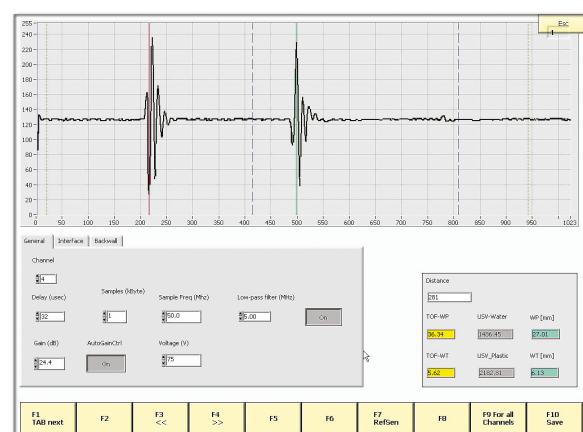 Esc
255
240
220
200
180
160
140
120
100
80
60
40
20
0
0 50 100 150 200 250 300 350 400 450 500 550 600 650 700 750 800 850 900 950 1023
General Interface Backwall
Channel
4
Delay (usec) Samples (kByte) Sample Freq (Mhz) Low-pass filter (MHz)
32 1 50.0 5.00 On
Gain (dB) AutoGainCtrl Voltage (V)
24.4 On 75
Distance
281
TOF-WP USV-Water WP [mm]
36.34 1486.45 27.01
TOF-WT USV_Plastic WT [mm]
5.62 2182.81 6.13
F1 F2 F3 F4 F5 F6 F7 F8 F9 For all F10
TAB next << >> RefSen Channels Save